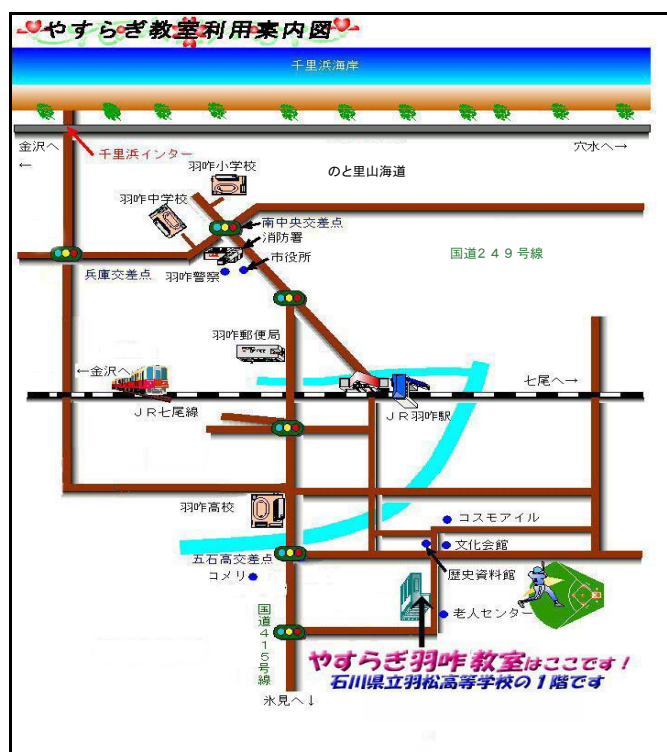 やすらぎ教室利用案内図
千里浜海岸
金沢へ
←
千里浜インター
穴水へ→
のと里山海道
羽咋小学校
羽咋中学校
南中央交差点
消防署
市役所
国道249号線
兵庫交差点
羽咋警察
羽咋郵便局
←金沢へ
七尾へ→
JR七尾線
JR羽咋駅
羽咋高校
コスモアイル
文化会館
五石高交差点
コメリ
歴史資料館
国道415号線
老人センター
やすらぎ羽咋教室はここです!
石川県立羽松高等学校の1階です
氷見へ↓